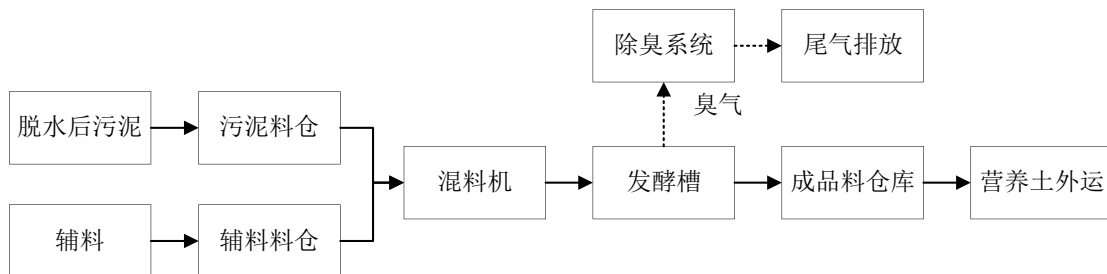 除臭系统
尾气排放
臭气
脱水后污泥
污泥料仓
混料机
发酵槽
成品料仓库
营养土外运
辅料
辅料料仓